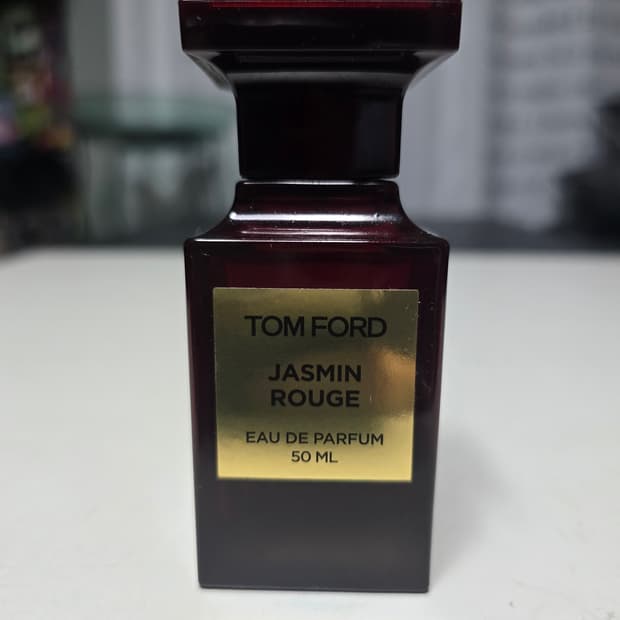 TOM FORD
JASMIN
ROUGE
EAU DE PARFUM
50 ML